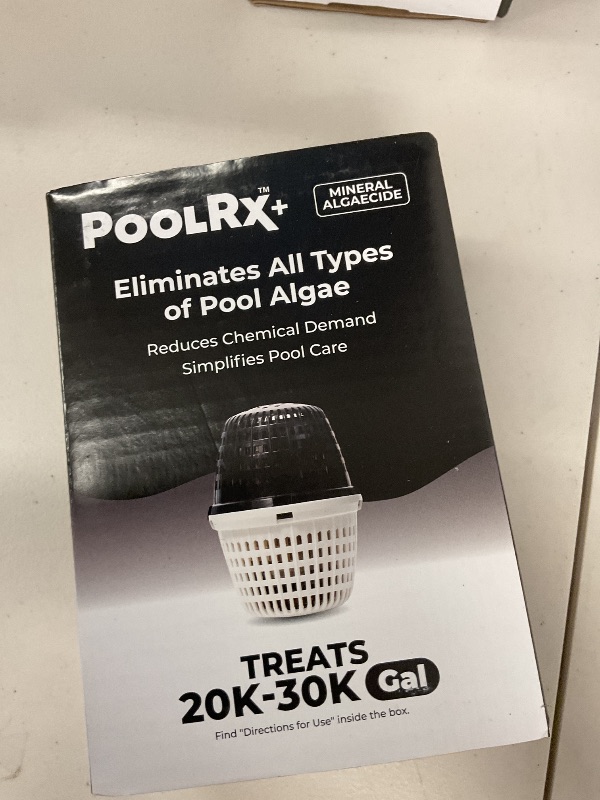 PoolRx™+
MINERAL
ALGAECIDE
Eliminates All Types
of Pool Algae
Reduces Chemical Demand
Simplifies Pool Care
TREATS
20K-30K Gal
Find "Directions for Use" inside the box.